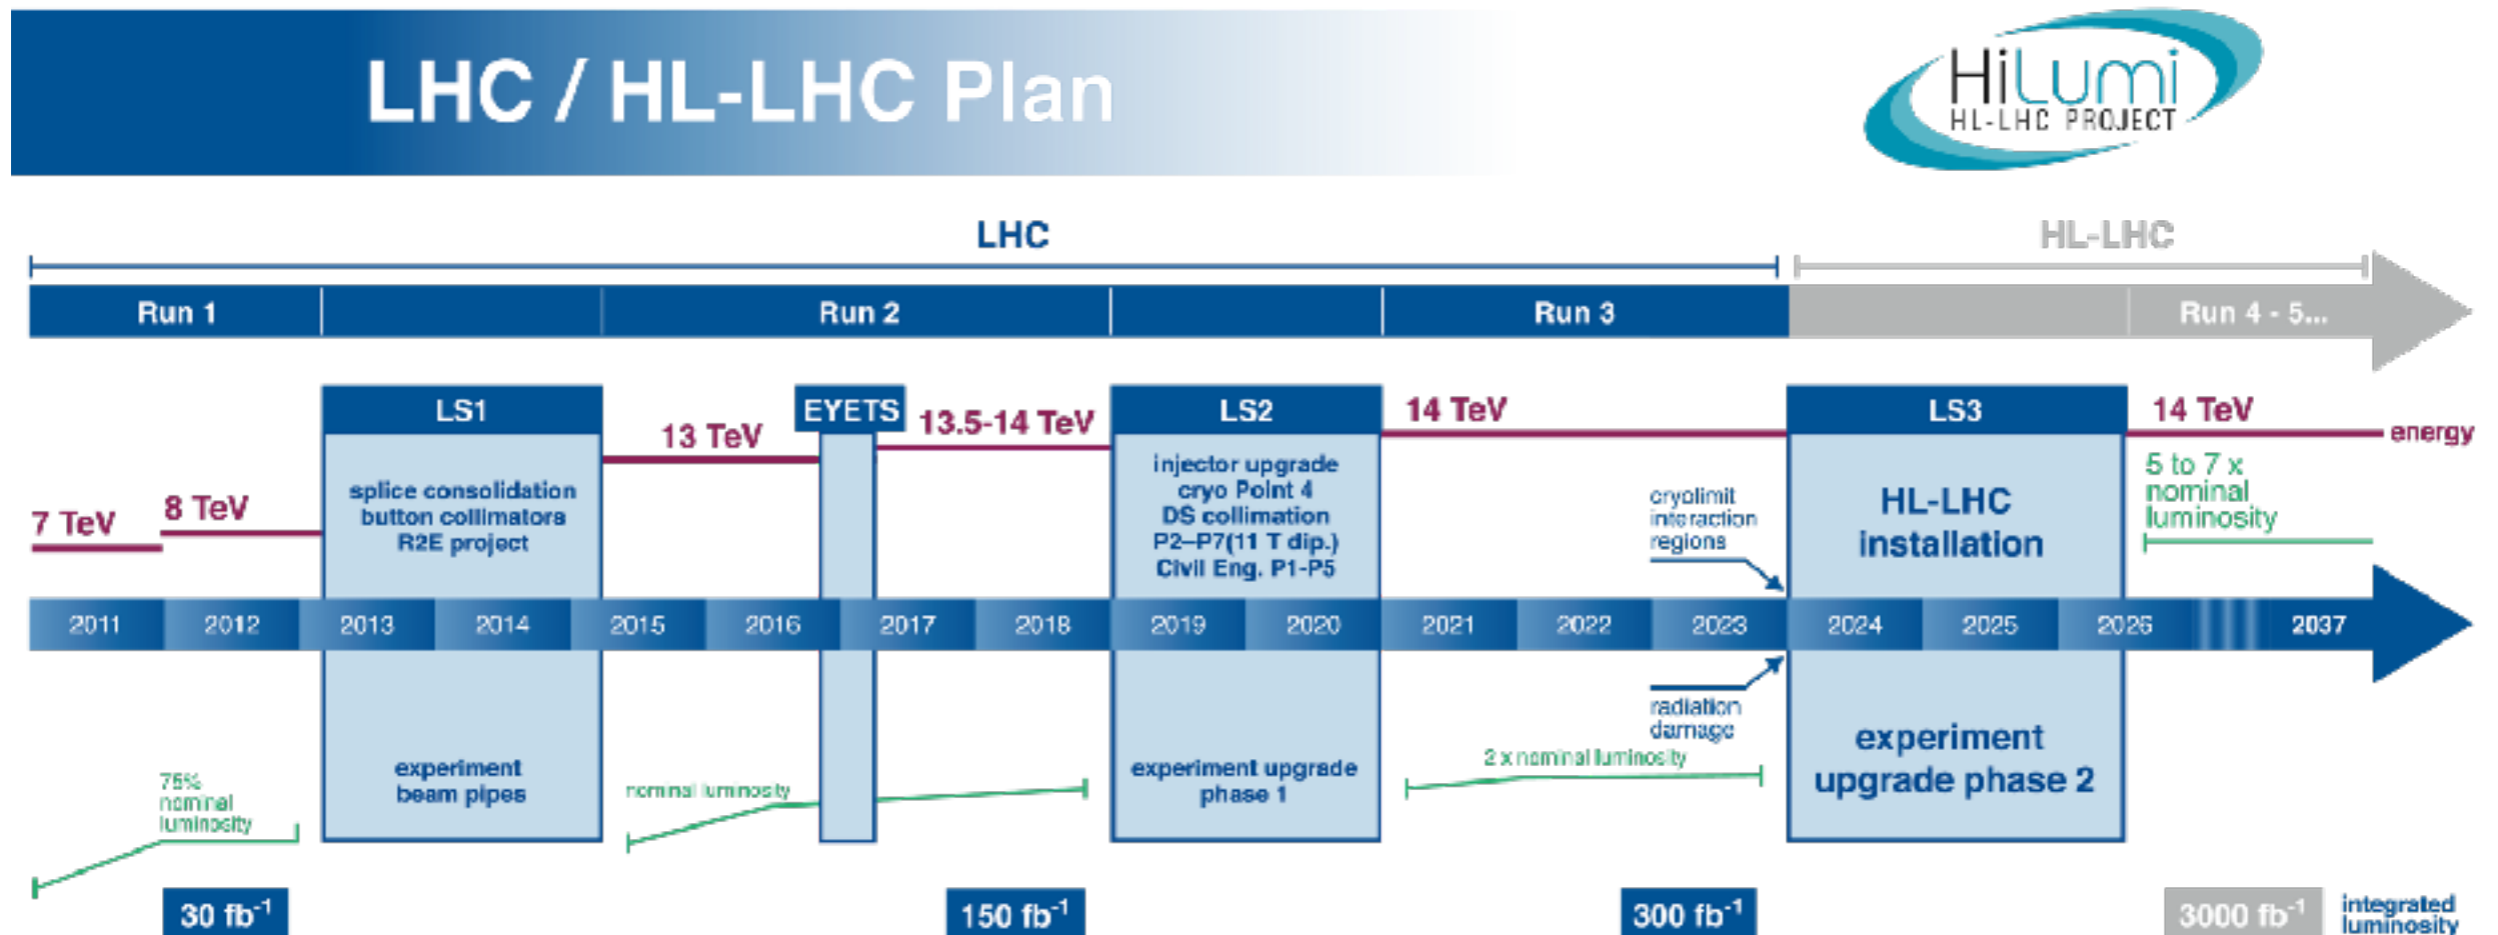 LHC / HL-LHC Plan
HiLumi
HL-LHC PROJECT
LHC
HL-LHC
Run 1
Run 2
Run 3
Run 4 - 5...
LS1
EYETS
LS2
LS3
7 TeV
8 TeV
13 TeV
13.5-14 TeV
14 TeV
14 TeV
energy
splice consolidation
button collimators
R2E project
injector upgrade
cryo Point 4
DS collimation
P2–P7(11 T dip.)
Civil Eng. P1-P5
cryolimit
interaction
regions
HL-LHC
installation
5 to 7 x
nominal
luminosity
2011
2012
2013
2014
2015
2016
2017
2018
2019
2020
2021
2022
2023
2024
2025
2026
2037
radiation
damage
75%
nominal
luminosity
experiment
beam pipes
nominal luminosity
experiment upgrade
phase 1
2 x nominal luminosity
experiment
upgrade phase 2
30 fb⁻¹
150 fb⁻¹
300 fb⁻¹
3000 fb⁻¹
integrated
luminosity